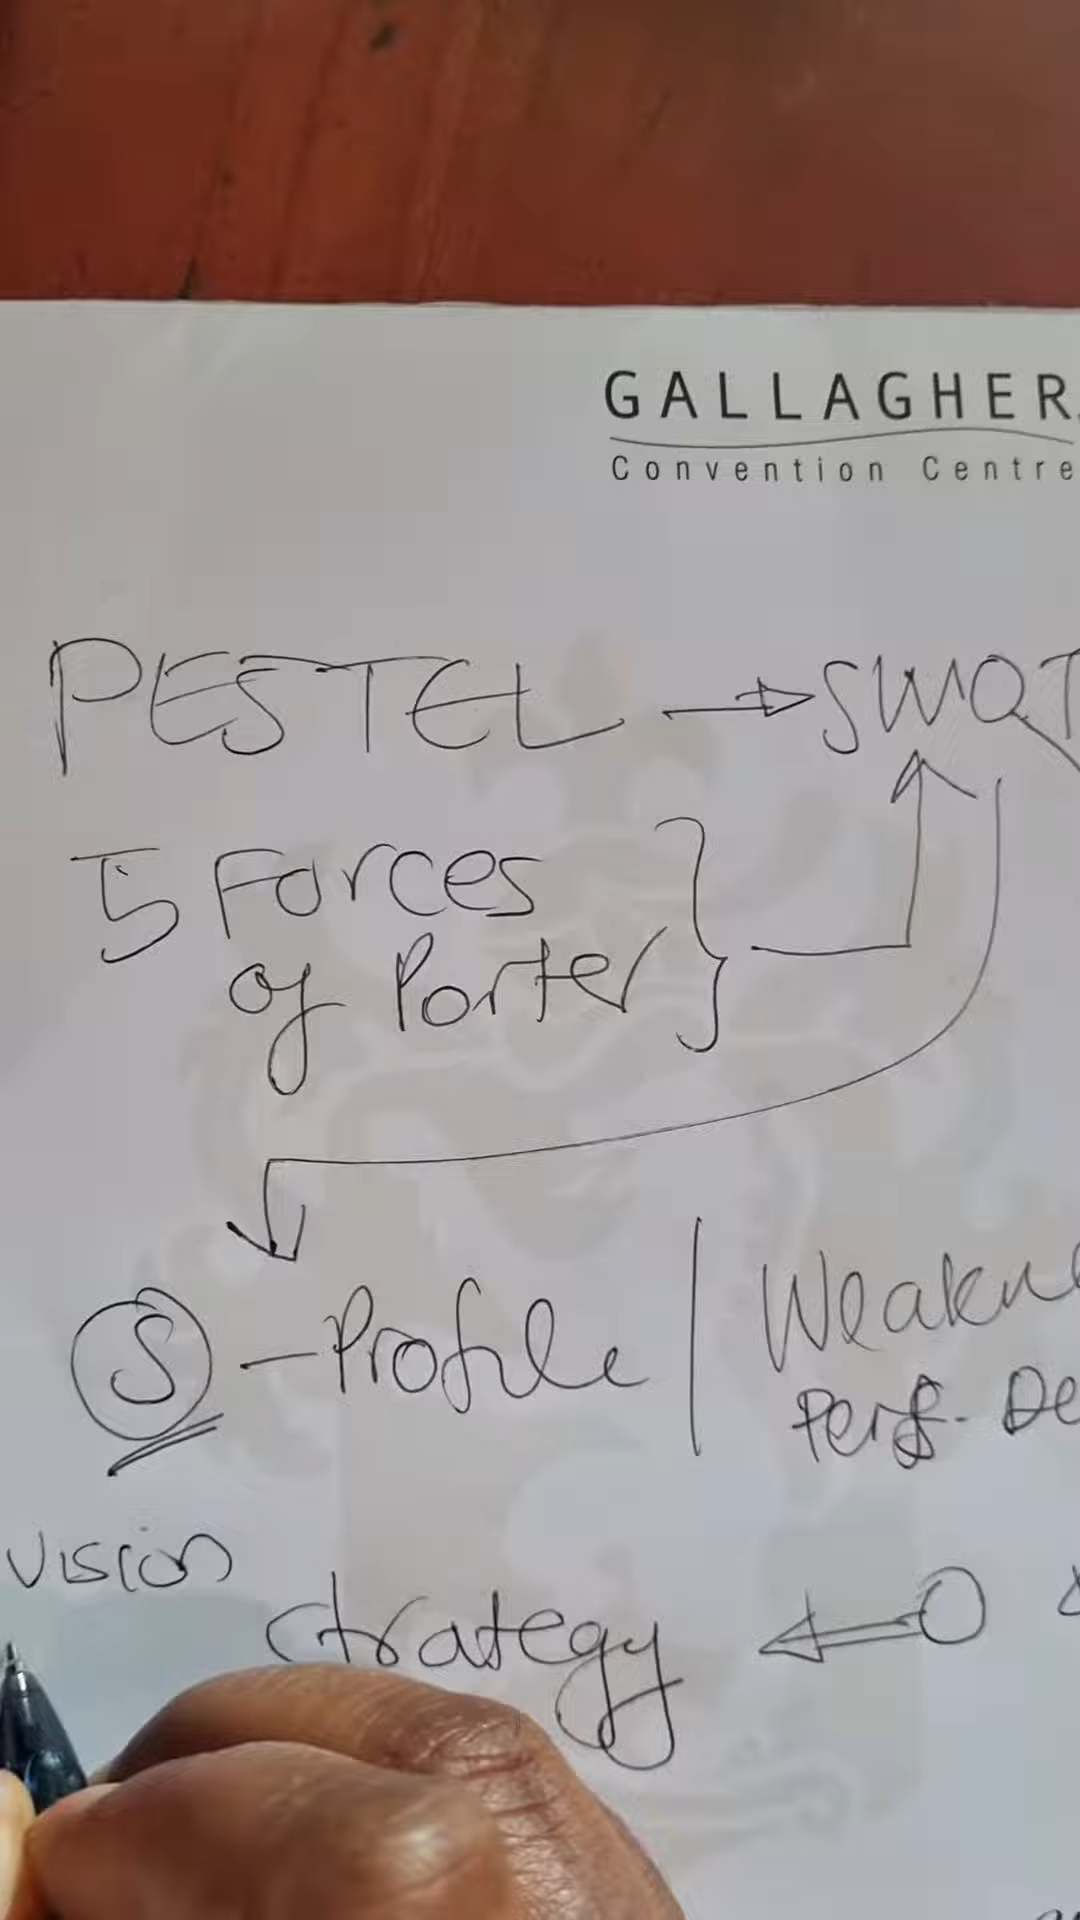 GALLAGHER
Convention Centre
PESTEL → SWOT
5 Forces
of Porter }
S - Profile | Weakn
Perf. De
Vision
strategy ⇐ O